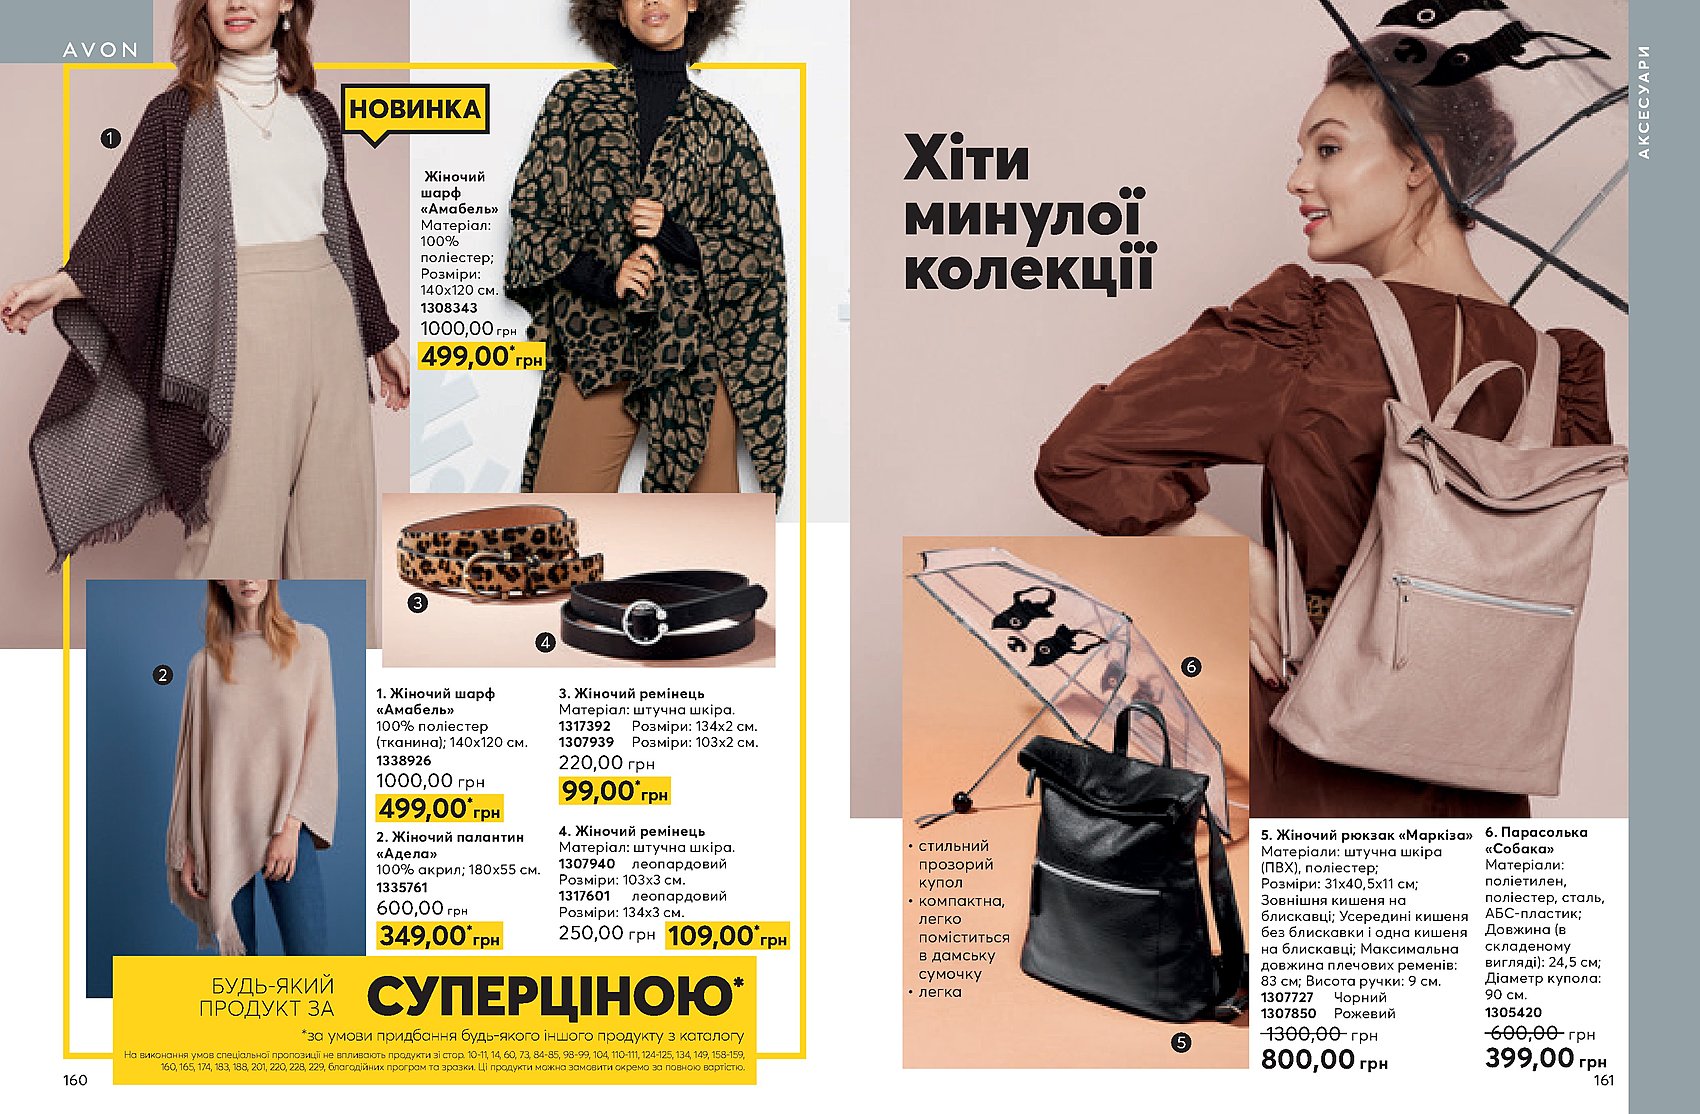 AVON
1
НОВИНКА
Жіночий
шарф
«Амабель»
Матеріал:
100%
поліестер;
Розміри:
140х120 см.
1308343
1000,00 грн
499,00*грн
3
4
2
1. Жіночий шарф
«Амабель»
100% поліестер
(тканина); 140х120 см.
1338926
1000,00 грн
499,00*грн
2. Жіночий палантин
«Адела»
100% акрил; 180х55 см.
1335761
600,00 грн
349,00*грн
3. Жіночий ремінець
Матеріал: штучна шкіра.
1317392 Розміри: 134х2 см.
1307939 Розміри: 103х2 см.
220,00 грн
99,00*грн
4. Жіночий ремінець
Матеріал: штучна шкіра.
1307940 леопардовий
Розміри: 103х3 см.
1317601 леопардовий
Розміри: 134х3 см.
250,00 грн 109,00*грн
БУДЬ-ЯКИЙ
ПРОДУКТ ЗА
СУПЕРЦІНОЮ*
*за умови придбання будь-якого іншого продукту з каталогу
На виконання умов спеціальної пропозиції не впливають продукти зі стор. 10-11, 14, 60, 73, 84-85, 98-99, 104, 110-111, 124-125, 134, 149, 158-159,
160, 165, 174, 183, 188, 201, 220, 228, 229, благодійних програм та зразки. Ці продукти можна замовити окремо за повною вартістю.
160
АКСЕСУАРИ
Хіти
минулої
колекції
6
• стильний
прозорий
купол
• компактна,
легко
поміститься
в дамську
сумочку
• легка
5
5. Жіночий рюкзак «Маркіза»
Матеріали: штучна шкіра
(ПВХ), поліестер;
Розміри: 31х40,5х11 см;
Зовнішня кишеня на
блискавці; Усередині кишеня
без блискавки і одна кишеня
на блискавці; Максимальна
довжина плечових ременів:
83 см; Висота ручки: 9 см.
1307727 Чорний
1307850 Рожевий
1300,00 грн
800,00 грн
6. Парасолька
«Собака»
Матеріали:
поліетилен,
поліестер, сталь,
АБС-пластик;
Довжина (в
складеному
вигляді): 24,5 см;
Діаметр купола:
90 см.
1305420
600,00 грн
399,00 грн
161